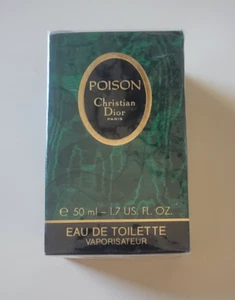 POISON
Christian
Dior
PARIS
e 50 ml – 1.7 US. FL. OZ.
EAU DE TOILETTE
VAPORISATEUR